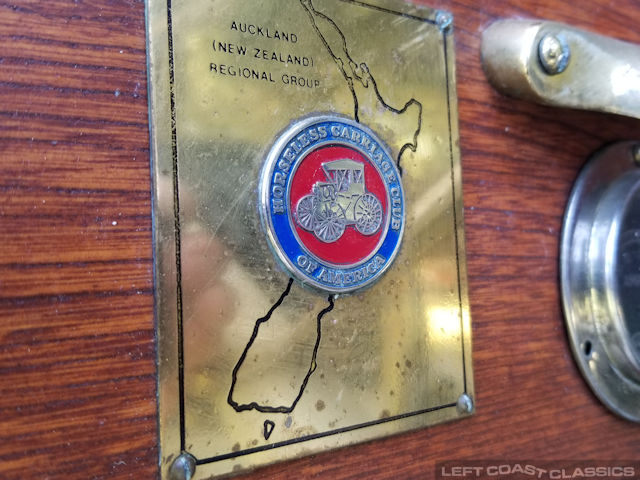 AUCKLAND
(NEW ZEALAND)
REGIONAL GROUP
HORSELESS CARRIAGE CLUB
OF AMERICA
LEFT COAST CLASSICS